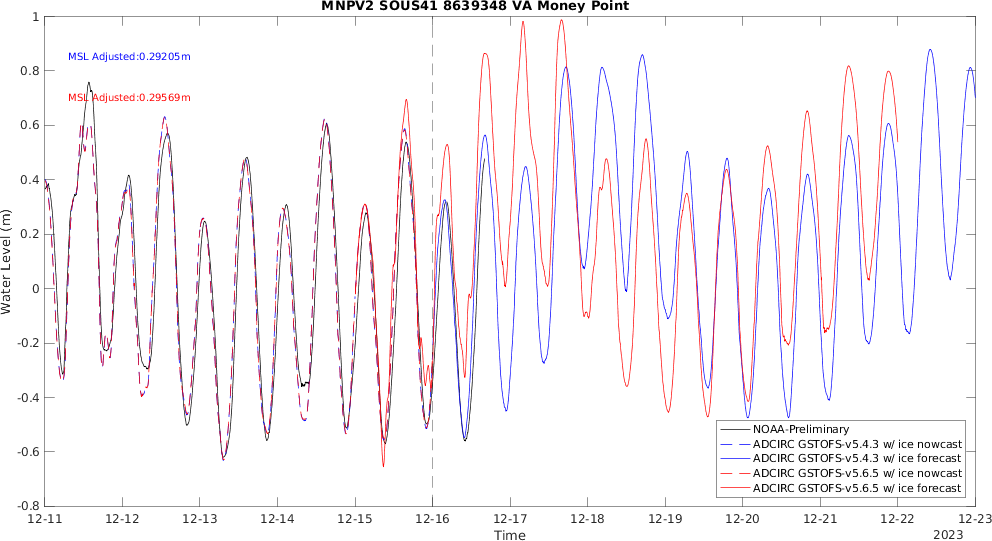 MNPV2 SOUS41 8639348 VA Money Point
MSL Adjusted:0.29205m
MSL Adjusted:0.29569m
Water Level (m)
1
0.8
0.6
0.4
0.2
0
-0.2
-0.4
-0.6
-0.8
NOAA-Preliminary
ADCIRC GSTOFS-v5.4.3 w/ ice nowcast
ADCIRC GSTOFS-v5.4.3 w/ ice forecast
ADCIRC GSTOFS-v5.6.5 w/ ice nowcast
ADCIRC GSTOFS-v5.6.5 w/ ice forecast
12-11 12-12 12-13 12-14 12-15 12-16 12-17 12-18 12-19 12-20 12-21 12-22 12-23
Time
2023